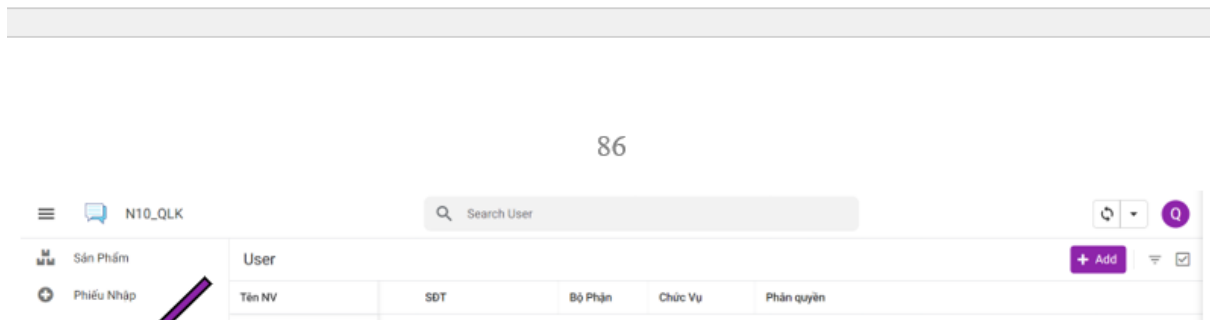 86
N10_QLK Search User Q
Sản Phẩm User + Add
Phiếu Nhập Tên NV SĐT Bộ Phận Chức Vụ Phân quyền